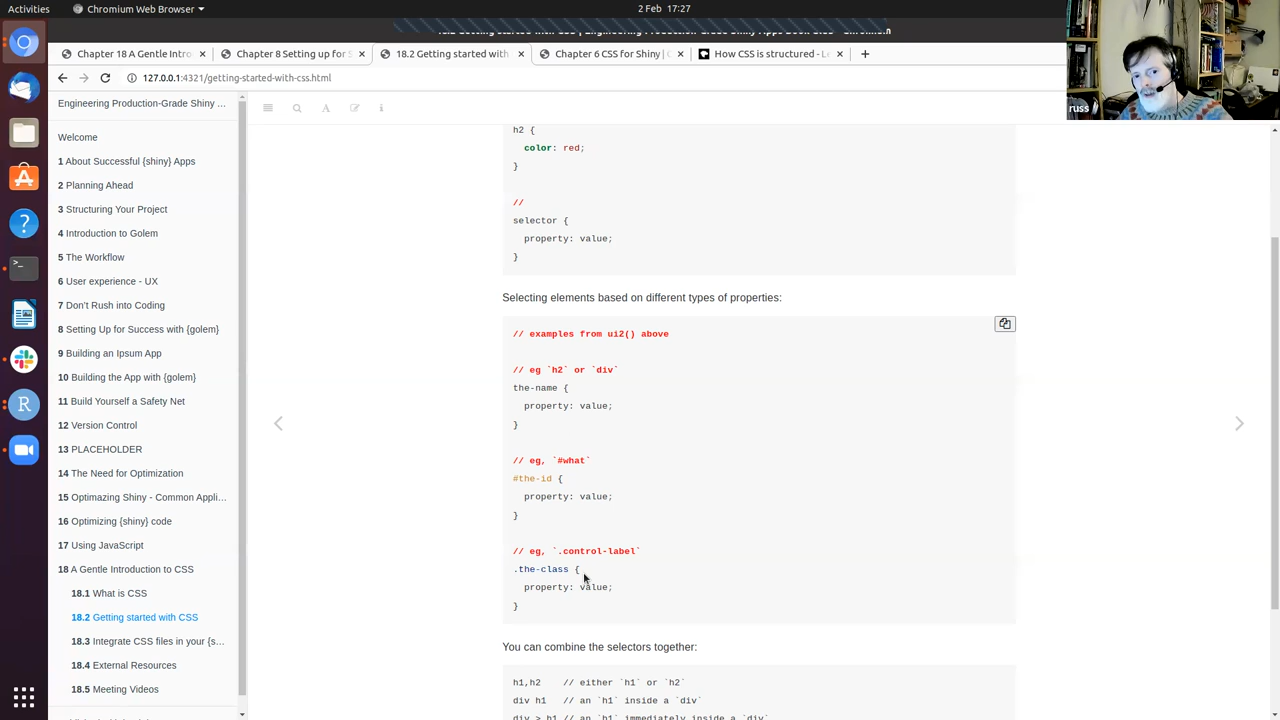 Activities
Chromium Web Browser
2 Feb 17:27
Chapter 18 A Gentle Intro
Chapter 8 Setting up for S
18.2 Getting started with
Chapter 6 CSS for Shiny | C
How CSS is structured - Le
127.0.0.1:4321/getting-started-with-css.html
russ
Engineering Production-Grade Shiny ...
Welcome
1 About Successful {shiny} Apps
2 Planning Ahead
3 Structuring Your Project
4 Introduction to Golem
5 The Workflow
6 User experience - UX
7 Don't Rush into Coding
8 Setting Up for Success with {golem}
9 Building an Ipsum App
10 Building the App with {golem}
11 Build Yourself a Safety Net
12 Version Control
13 PLACEHOLDER
14 The Need for Optimization
15 Optimazing Shiny - Common Appli...
16 Optimizing {shiny} code
17 Using JavaScript
18 A Gentle Introduction to CSS
18.1 What is CSS
18.2 Getting started with CSS
18.3 Integrate CSS files in your {s...
18.4 External Resources
18.5 Meeting Videos
h2 {
color: red;
}
//
selector {
property: value;
}
Selecting elements based on different types of properties:
// examples from ui2() above
// eg `h2` or `div`
the-name {
property: value;
}
// eg, `#what`
#the-id {
property: value;
}
// eg, `.control-label`
.the-class {
property: value;
}
You can combine the selectors together:
h1,h2 // either `h1` or `h2`
div h1 // an `h1` inside a `div`
div > h1 // an `h1` immediately inside a `div`